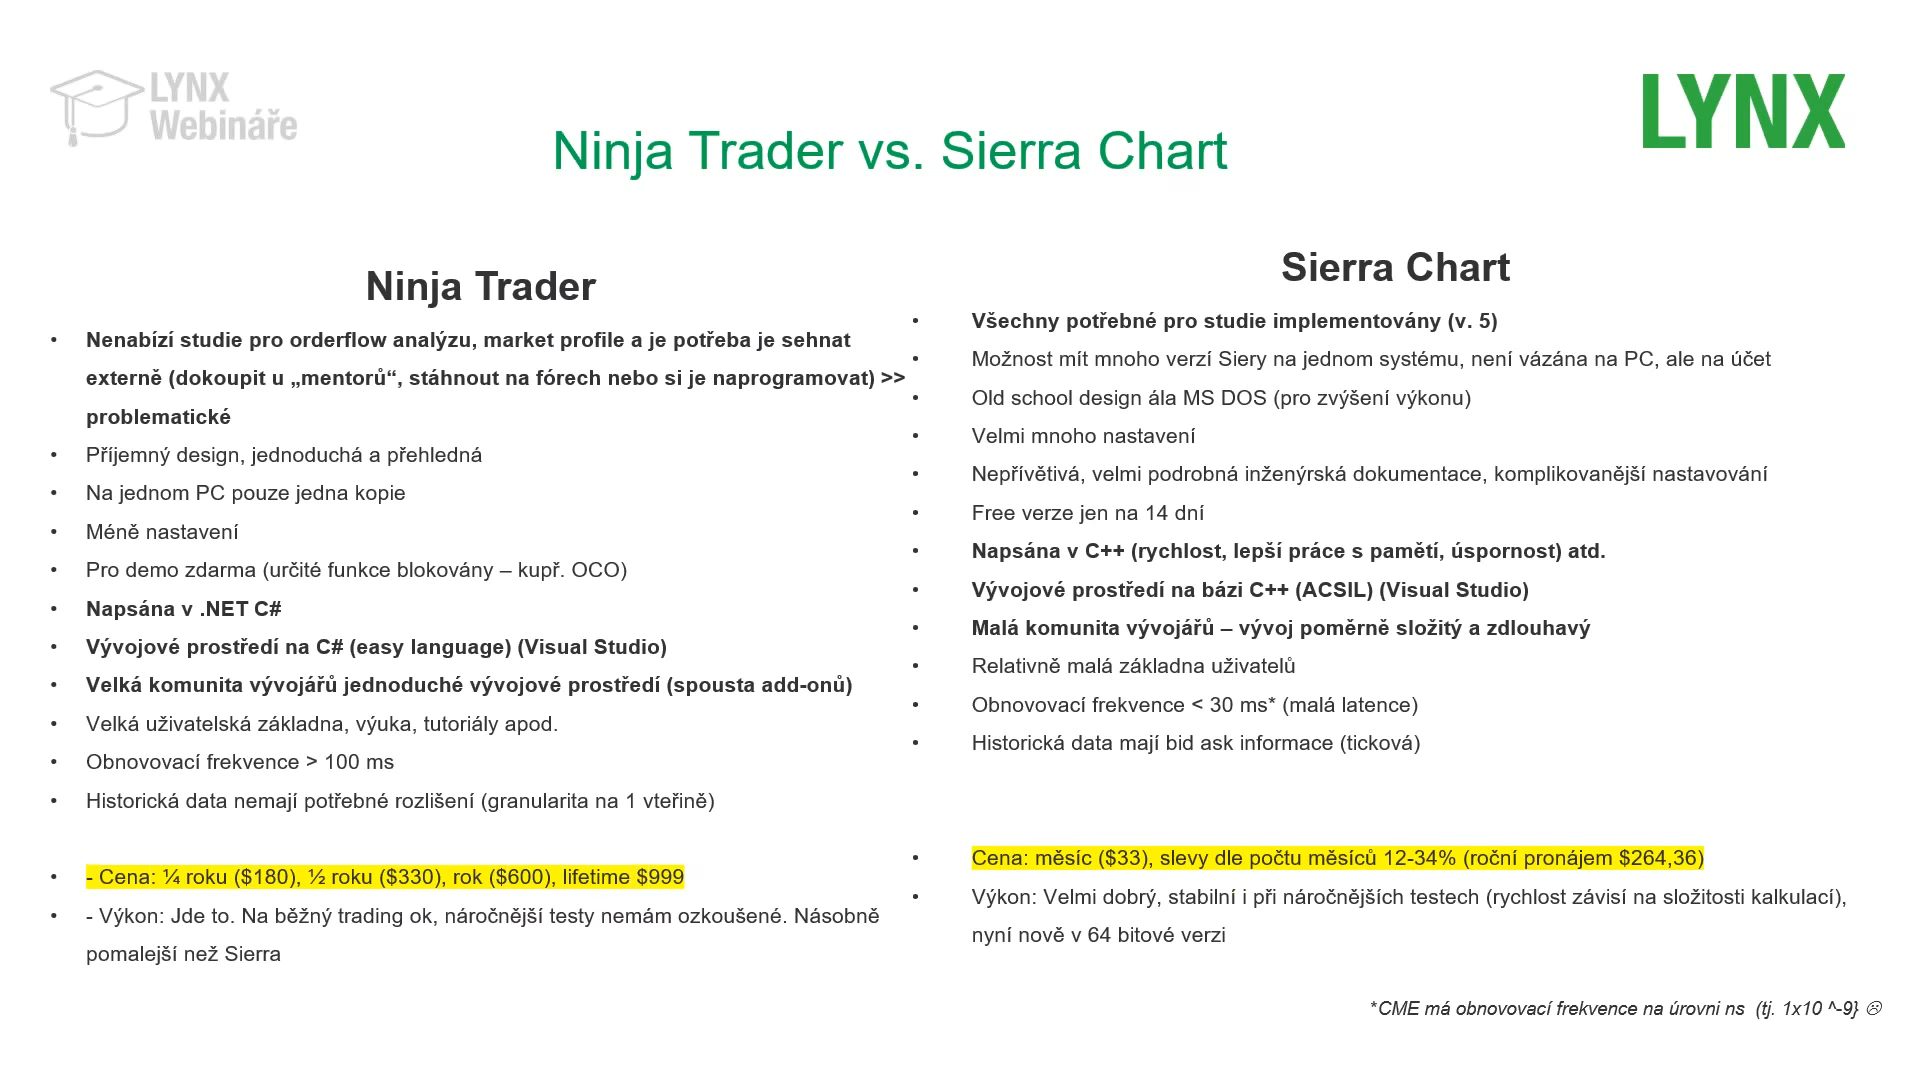 LYNX
Webináře
LYNX
Ninja Trader vs. Sierra Chart
Ninja Trader
• Nenabízí studie pro orderflow analýzu, market profile a je potřeba je sehnat
externě (dokoupit u „mentorů“, stáhnout na fórech nebo si je naprogramovat) >>
problematické
• Příjemný design, jednoduchá a přehledná
• Na jednom PC pouze jedna kopie
• Méně nastavení
• Pro demo zdarma (určité funkce blokovány – kupř. OCO)
• Napsána v .NET C#
• Vývojové prostředí na C# (easy language) (Visual Studio)
• Velká komunita vývojářů jednoduché vývojové prostředí (spousta add-onů)
• Velká uživatelská základna, výuka, tutoriály apod.
• Obnovovací frekvence > 100 ms
• Historická data nemají potřebné rozlišení (granularita na 1 vteřině)
• - Cena: ¼ roku ($180), ½ roku ($330), rok ($600), lifetime $999
• - Výkon: Jde to. Na běžný trading ok, náročnější testy nemám ozkoušené. Násobně
pomalejší než Sierra
Sierra Chart
• Všechny potřebné pro studie implementovány (v. 5)
• Možnost mít mnoho verzí Siery na jednom systému, není vázána na PC, ale na účet
• Old school design ála MS DOS (pro zvýšení výkonu)
• Velmi mnoho nastavení
• Nepřívětivá, velmi podrobná inženýrská dokumentace, komplikovanější nastavování
• Free verze jen na 14 dní
• Napsána v C++ (rychlost, lepší práce s pamětí, úspornost) atd.
• Vývojové prostředí na bázi C++ (ACSIL) (Visual Studio)
• Malá komunita vývojářů – vývoj poměrně složitý a zdlouhavý
• Relativně malá základna uživatelů
• Obnovovací frekvence < 30 ms* (malá latence)
• Historická data mají bid ask informace (ticková)
• Cena: měsíc ($33), slevy dle počtu měsíců 12-34% (roční pronájem $264,36)
• Výkon: Velmi dobrý, stabilní i při náročnějších testech (rychlost závisí na složitosti kalkulací),
nyní nově v 64 bitové verzi
*CME má obnovovací frekvence na úrovni ns (tj. 1x10 ^-9} ☹